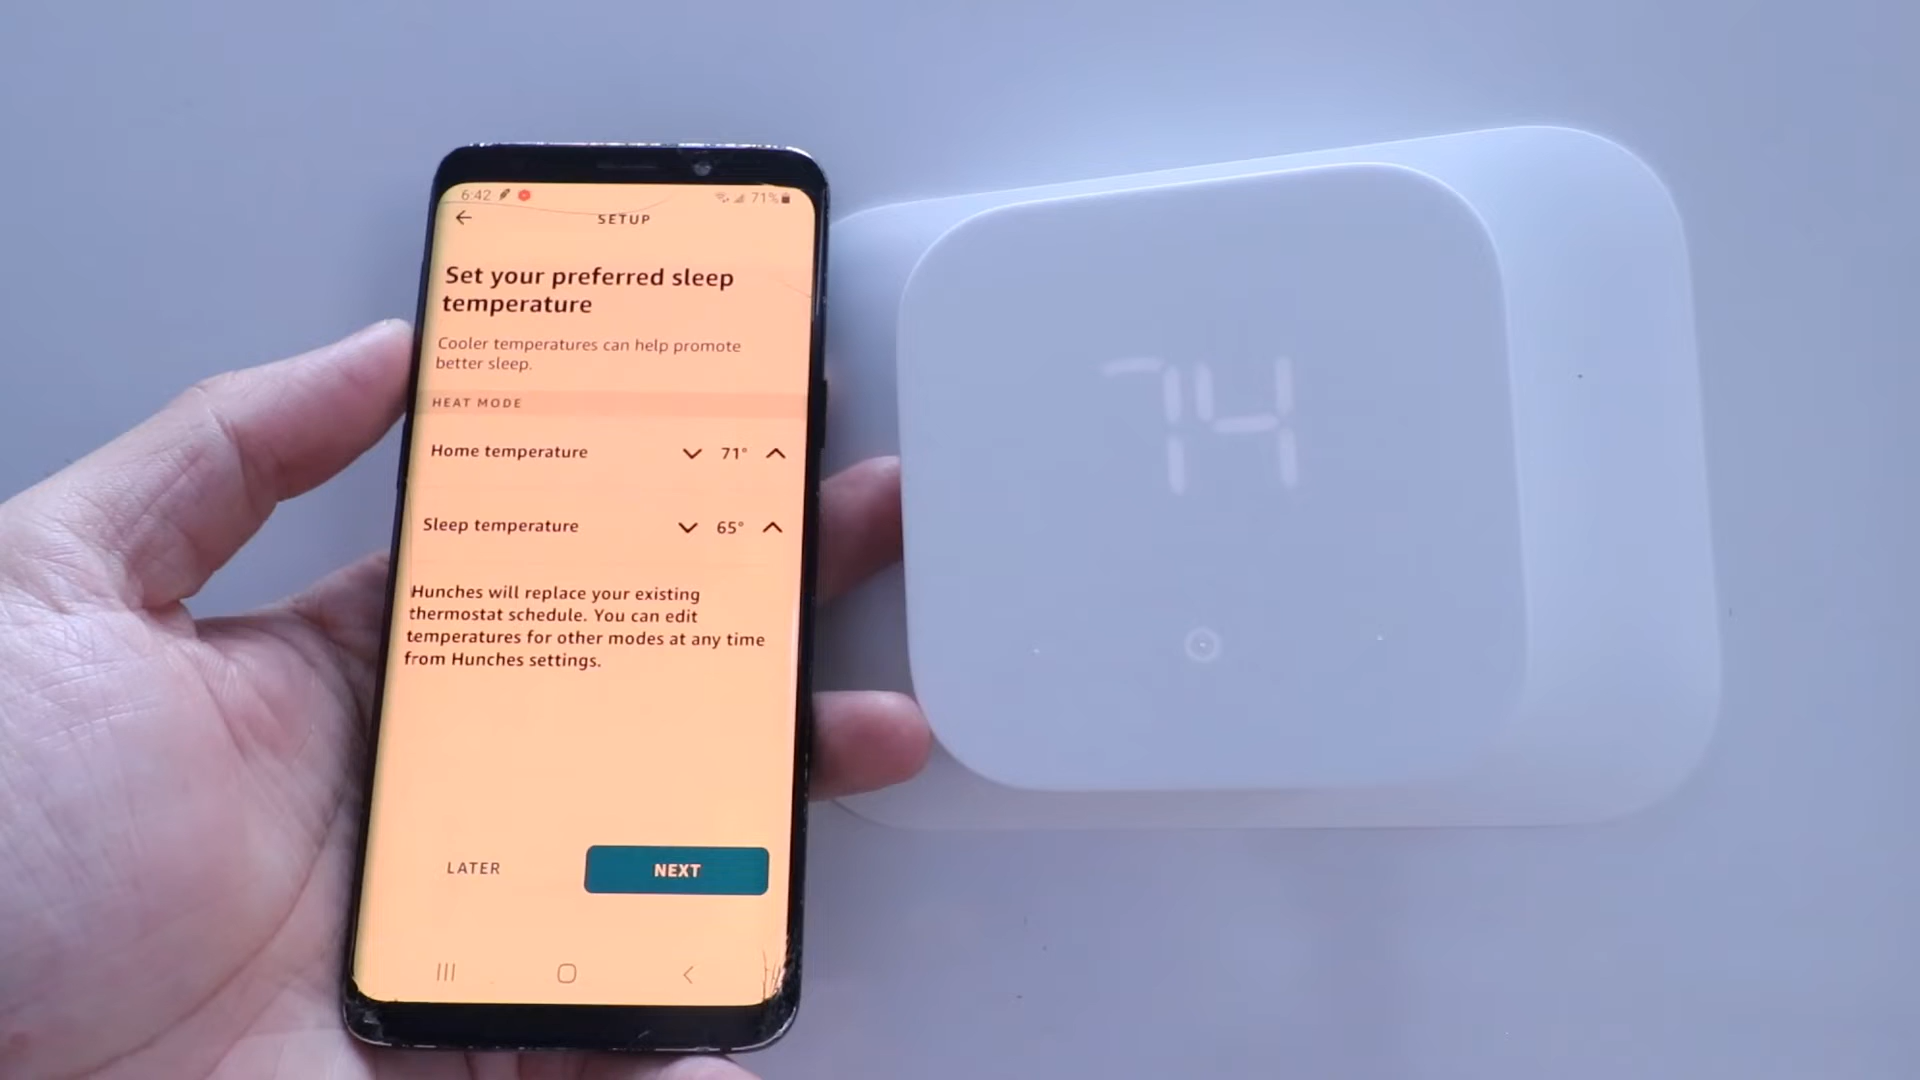 6:42
71%
SETUP
Set your preferred sleep
temperature
Cooler temperatures can help promote
better sleep.
HEAT MODE
Home temperature 71°
Sleep temperature 65°
Hunches will replace your existing
thermostat schedule. You can edit
temperatures for other modes at any time
from Hunches settings.
LATER
NEXT
74